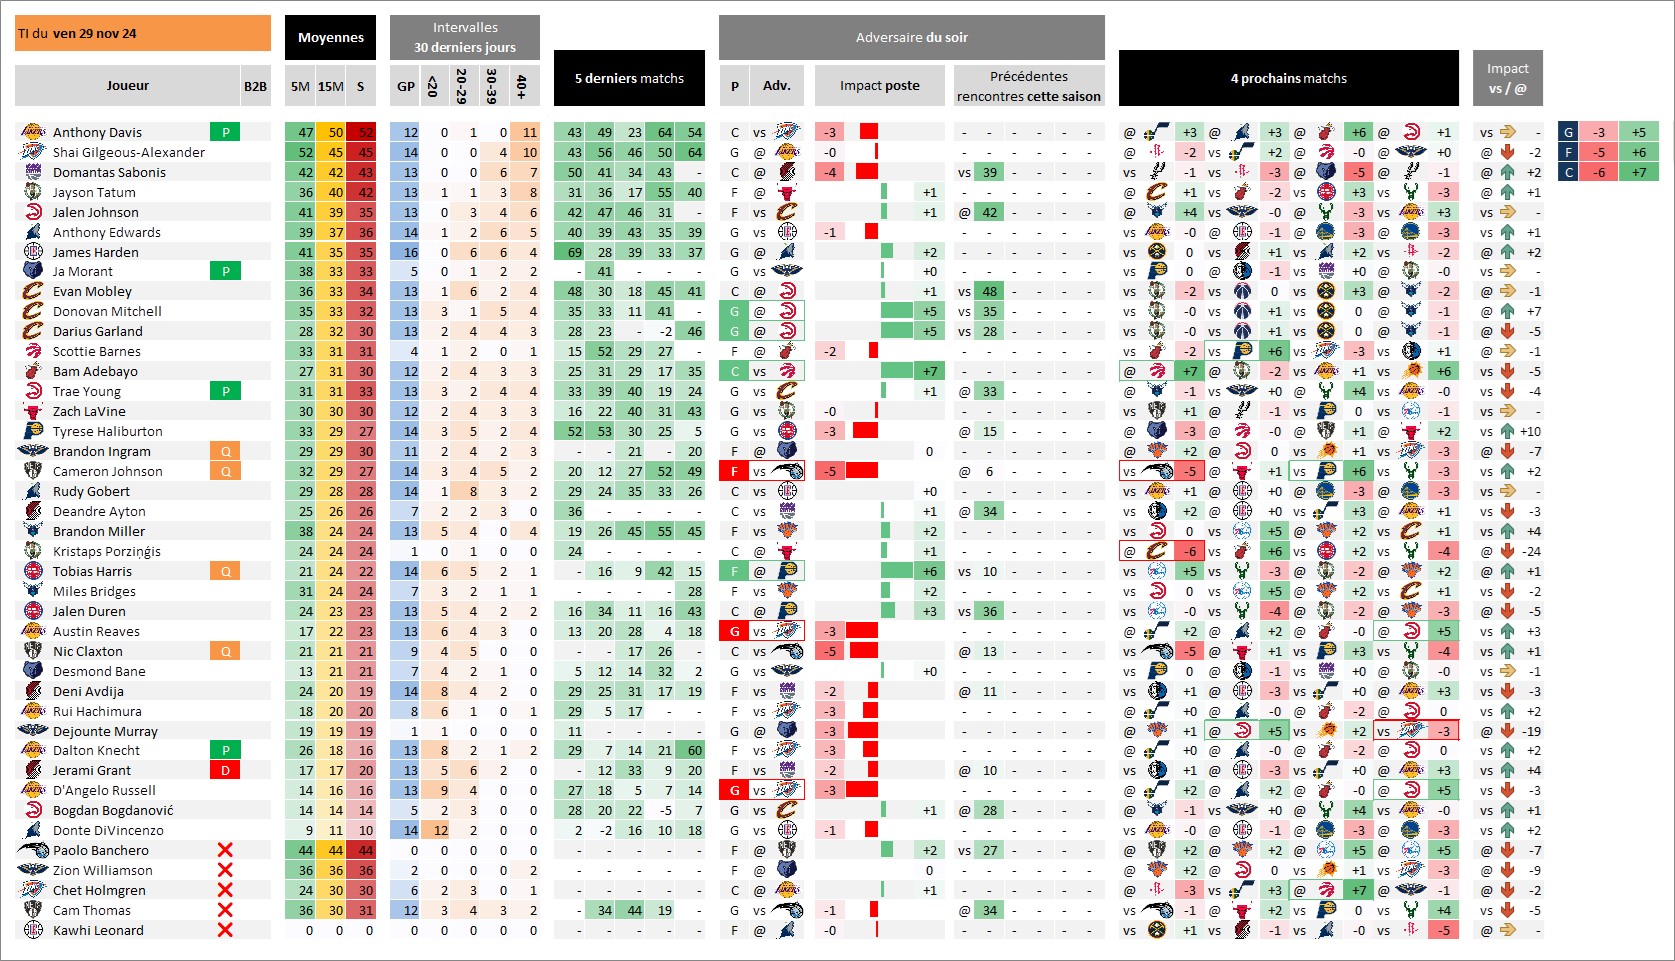 TI du ven 29 nov 24
Moyennes
Intervalles
30 derniers jours
5 derniers matchs
Adversaire du soir
4 prochains matchs
Impact
vs / @
Joueur B2B 5M 15M S GP <20 20-29 30-39 40+ P Adv. Impact poste
Précédentes
rencontres cette saison
Anthony Davis P 47 50 52 12 0 1 0 11 43 49 23 64 54 C vs -3 - - - - - @ +3 @ +3 @ +6 @ +1 vs - G -3 +5
Shai Gilgeous-Alexander 52 45 45 14 0 0 4 10 43 56 46 50 64 G @ -0 - - - - - @ -2 vs +2 @ -0 @ +0 @ -2 F -5 +6
Domantas Sabonis 42 42 43 13 0 0 6 7 50 41 34 43 - C @ -4 vs 39 - - - - vs -1 vs -3 @ -5 @ -1 @ +2 C -6 +7
Jayson Tatum 36 40 42 13 1 1 3 8 31 36 17 55 40 F @ +1 - - - - - @ +1 vs -2 vs +3 vs -3 @ +1
Jalen Johnson 41 39 35 13 0 3 4 6 42 47 46 31 - F vs +1 @ 42 - - - - @ +4 vs -0 @ -3 vs +3 vs -
Anthony Edwards 39 37 36 14 1 2 6 5 40 39 43 35 39 G vs -1 - - - - - vs -0 @ -1 @ -3 @ -3 vs +1
James Harden 41 35 35 16 0 6 6 4 69 28 39 33 37 G @ +2 - - - - - vs 0 vs +1 vs +2 vs -2 @ +2
Ja Morant P 38 33 33 5 0 1 2 2 - 41 - - - G vs +0 - - - - - vs 0 @ -1 vs +0 @ -0 vs -
Evan Mobley 36 33 34 13 1 6 2 4 48 30 18 45 41 C @ +1 vs 48 - - - - vs -2 vs 0 vs +3 @ -2 @ -1
Donovan Mitchell 35 33 32 13 3 1 5 4 35 33 11 41 - G @ +5 vs 35 - - - - vs -0 vs +1 vs 0 @ -1 @ +7
Darius Garland 28 32 30 13 2 4 4 3 28 23 - -2 46 G @ +5 vs 28 - - - - vs -0 vs +1 vs 0 @ -1 @ -5
Scottie Barnes 33 31 31 4 1 2 0 1 15 52 29 27 - F @ -2 - - - - - vs -2 vs +6 vs -3 vs +1 @ -1
Bam Adebayo 27 31 30 12 2 4 3 3 25 31 29 17 35 C vs +7 - - - - - @ +7 @ -2 vs +1 vs +6 vs -5
Trae Young P 31 31 33 13 2 3 4 4 33 39 40 19 24 G vs +1 @ 33 - - - - @ -1 vs +0 @ +4 vs -0 vs -4
Zach LaVine 30 30 30 12 2 4 3 3 16 22 40 31 43 G vs -0 - - - - - vs +1 @ -1 vs 0 vs -1 vs -
Tyrese Haliburton 33 29 27 14 3 5 2 4 52 53 30 25 5 G vs -3 @ 15 - - - - @ -3 @ -0 @ +1 @ +2 vs +10
Brandon Ingram Q 29 29 30 11 2 4 2 3 - - 21 - 20 F @ 0 - - - - - @ +2 @ 0 vs +1 vs -3 @ -7
Cameron Johnson Q 32 29 27 14 3 4 5 2 20 12 27 52 49 F vs -5 @ 6 - - - - vs -5 @ +1 vs +6 vs -3 vs +2
Rudy Gobert 29 28 28 14 1 8 3 2 29 24 35 33 26 C vs +0 - - - - - vs +1 @ +0 @ -3 @ -3 vs -
Deandre Ayton 25 26 26 7 2 2 3 0 36 - - - - C vs +1 @ 34 - - - - vs +2 @ -0 vs +3 @ +1 vs -3
Brandon Miller 38 24 24 13 5 4 0 4 19 26 45 55 45 F vs +2 - - - - - vs 0 vs +5 @ +2 vs +1 vs +4
Kristaps Porziņģis 24 24 24 1 0 1 0 0 24 - - - - C @ +1 - - - - - @ -6 vs +6 vs +2 vs -4 @ -24
Tobias Harris Q 21 24 22 14 6 5 2 1 - 16 9 42 15 F @ +6 vs 10 - - - - vs +5 vs -3 @ -2 @ +2 @ +1
Miles Bridges 31 24 24 7 3 2 1 1 - - - - 28 F vs +2 - - - - - vs 0 vs +5 @ +2 vs +1 vs -2
Jalen Duren 24 23 23 13 5 4 2 2 16 34 11 16 43 C @ +3 vs 36 - - - - vs -0 vs -4 @ -2 @ -3 @ -5
Austin Reaves 17 22 23 13 6 4 3 0 13 20 28 4 18 G vs -3 - - - - - @ +2 @ +2 @ -0 @ +5 vs +3
Nic Claxton Q 21 21 21 9 4 5 0 0 - - 17 26 - C vs -5 @ 13 - - - - vs -5 @ +1 vs +3 vs -4 vs +1
Desmond Bane 13 21 21 7 4 2 1 0 5 12 14 32 2 G vs +0 - - - - - vs 0 @ -1 vs +0 @ -0 vs -1
Deni Avdija 24 20 19 14 8 4 2 0 29 25 31 17 19 F vs -2 @ 11 - - - - vs +1 @ -3 vs +0 @ +3 vs -3
Rui Hachimura 18 20 20 8 6 1 0 1 29 5 17 - - F vs -3 - - - - - @ +0 @ -0 @ -2 @ 0 vs +2
Dejounte Murray 19 19 19 1 1 0 0 0 11 - - - - G @ -3 - - - - - @ +1 @ +5 vs +2 vs -3 @ -19
Dalton Knecht P 26 18 16 13 8 2 1 2 29 7 14 21 60 F vs -3 - - - - - @ +0 @ -0 @ -2 @ 0 vs +2
Jerami Grant D 17 17 20 13 5 6 2 0 - 12 33 9 20 F vs -2 @ 10 - - - - vs +1 @ -3 vs +0 @ +3 vs +4
D'Angelo Russell 14 16 16 13 9 4 0 0 27 18 5 7 14 G vs -3 - - - - - @ +2 @ +2 @ -0 @ +5 vs -3
Bogdan Bogdanović 14 14 14 5 2 3 0 0 28 20 22 -5 7 G vs +1 @ 28 - - - - @ -1 vs +0 @ +4 vs -0 vs +1
Donte DiVincenzo 9 11 10 14 12 2 0 0 2 -2 16 10 18 G vs -1 - - - - - vs -0 @ -1 @ -3 @ -3 vs +2
Paolo Banchero 44 44 44 0 0 0 0 0 - - - - - F @ +2 vs 27 - - - - @ +2 @ +2 @ +5 @ +5 @ -7
Zion Williamson 36 36 36 2 0 0 0 2 - - - - - F @ 0 - - - - - @ +2 @ 0 vs +1 vs -3 @ -9
Chet Holmgren 24 30 30 6 2 3 0 1 - - - - - C @ +1 - - - - - @ -3 vs +3 @ +7 @ -1 @ -2
Cam Thomas 36 30 31 12 3 4 3 2 - 34 44 19 - G vs -1 @ 34 - - - - vs -1 @ +2 vs 0 vs +4 vs -5
Kawhi Leonard 0 0 0 0 0 0 0 0 - - - - - F @ -0 - - - - - vs +1 vs -1 vs -0 vs -5 @ -